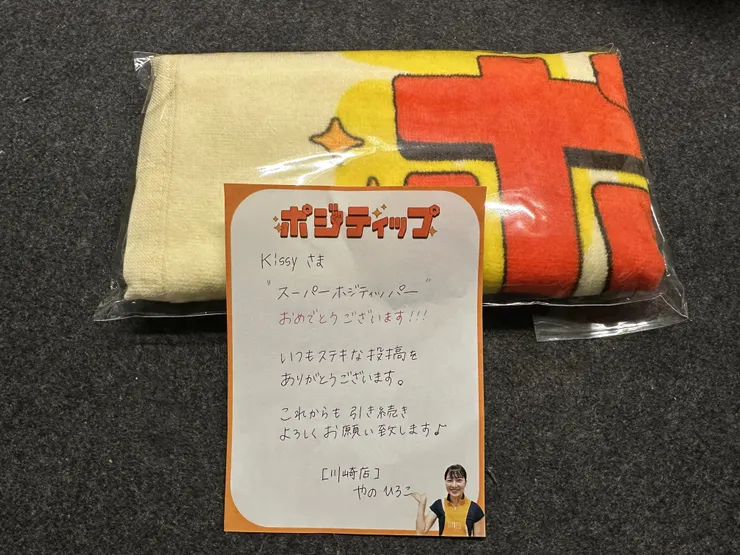 ポジティップ
Kissy さま
"スーパーポジティッパー"
おめでとうございます!!!
いつもステキな投稿を
ありがとうございます。
これからも 引き続き
よろしく お願い致します♪
[川崎店]
やの ひろこ